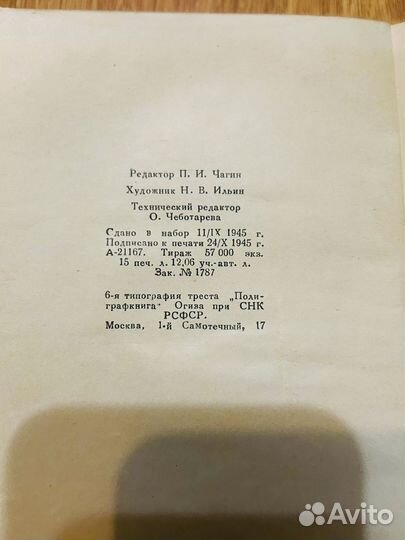 Редактор П. И. Чагин
Художник Н. В. Ильин
Технический редактор
О. Чеботарева
Сдано в набор 11/IX 1945 г.
Подписано к печати 24/X 1945 г.
А-21167. Тираж 57 000 экз.
15 печ. л. 12,06 уч.-авт. л.
Зак. № 1787
6-я типография треста „Поли-
графкнига“ Огиза при СНК
РСФСР.
Москва, 1-й Самотечный, 17
Avito